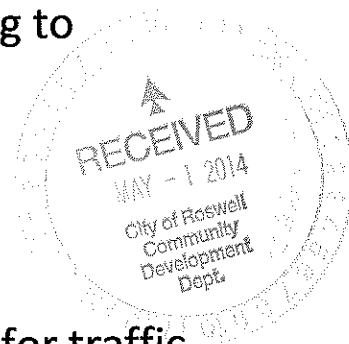 g to
RECEIVED
MAY - 1 2014
City of Roswell
Community
Development
Dept.
for traffic